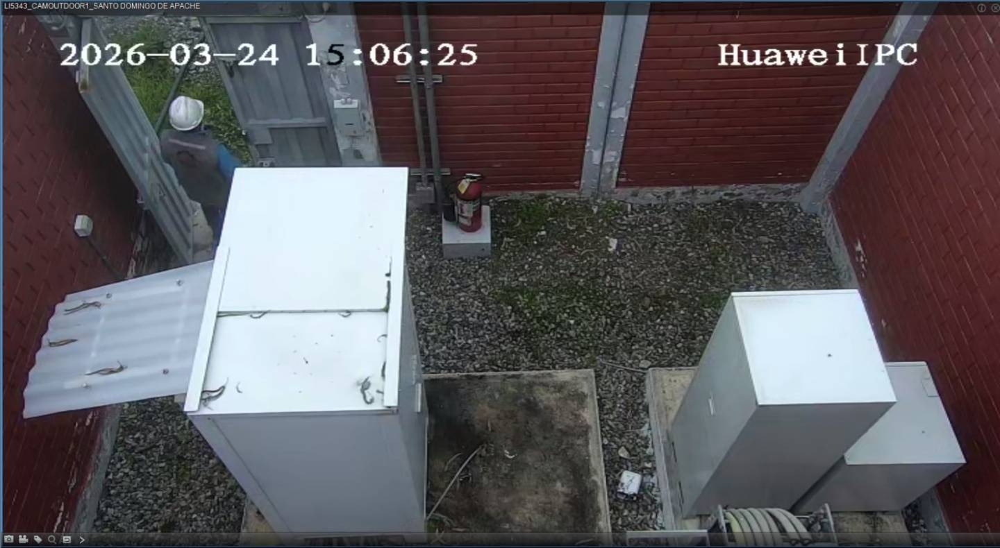 LI5343_CAMOUTDOOR1_SANTO DOMINGO DE APACHE
2026-03-24 15:06:25
HuaweiIPC